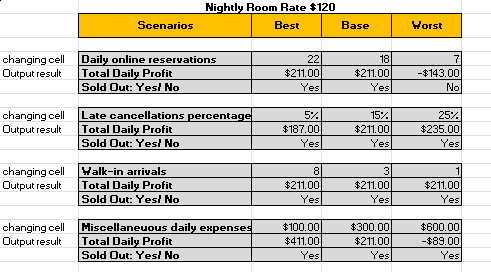 Nightly Room Rate $120
Scenarios Best Base Worst
changing cell Daily online reservations 22 18 7
Output result Total Daily Profit $211.00 $211.00 -$143.00
Sold Out: Yes/ No Yes Yes No
changing cell Late cancellations percentage 5% 15% 25%
Output result Total Daily Profit $187.00 $211.00 $235.00
Sold Out: Yes/ No Yes Yes Yes
changing cell Walk-in arrivals 8 3 1
Output result Total Daily Profit $211.00 $211.00 $211.00
Sold Out: Yes/ No Yes Yes Yes
changing cell Miscellaneuous daily expenses $100.00 $300.00 $600.00
Output result Total Daily Profit $411.00 $211.00 -$89.00
Sold Out: Yes/ No Yes Yes Yes